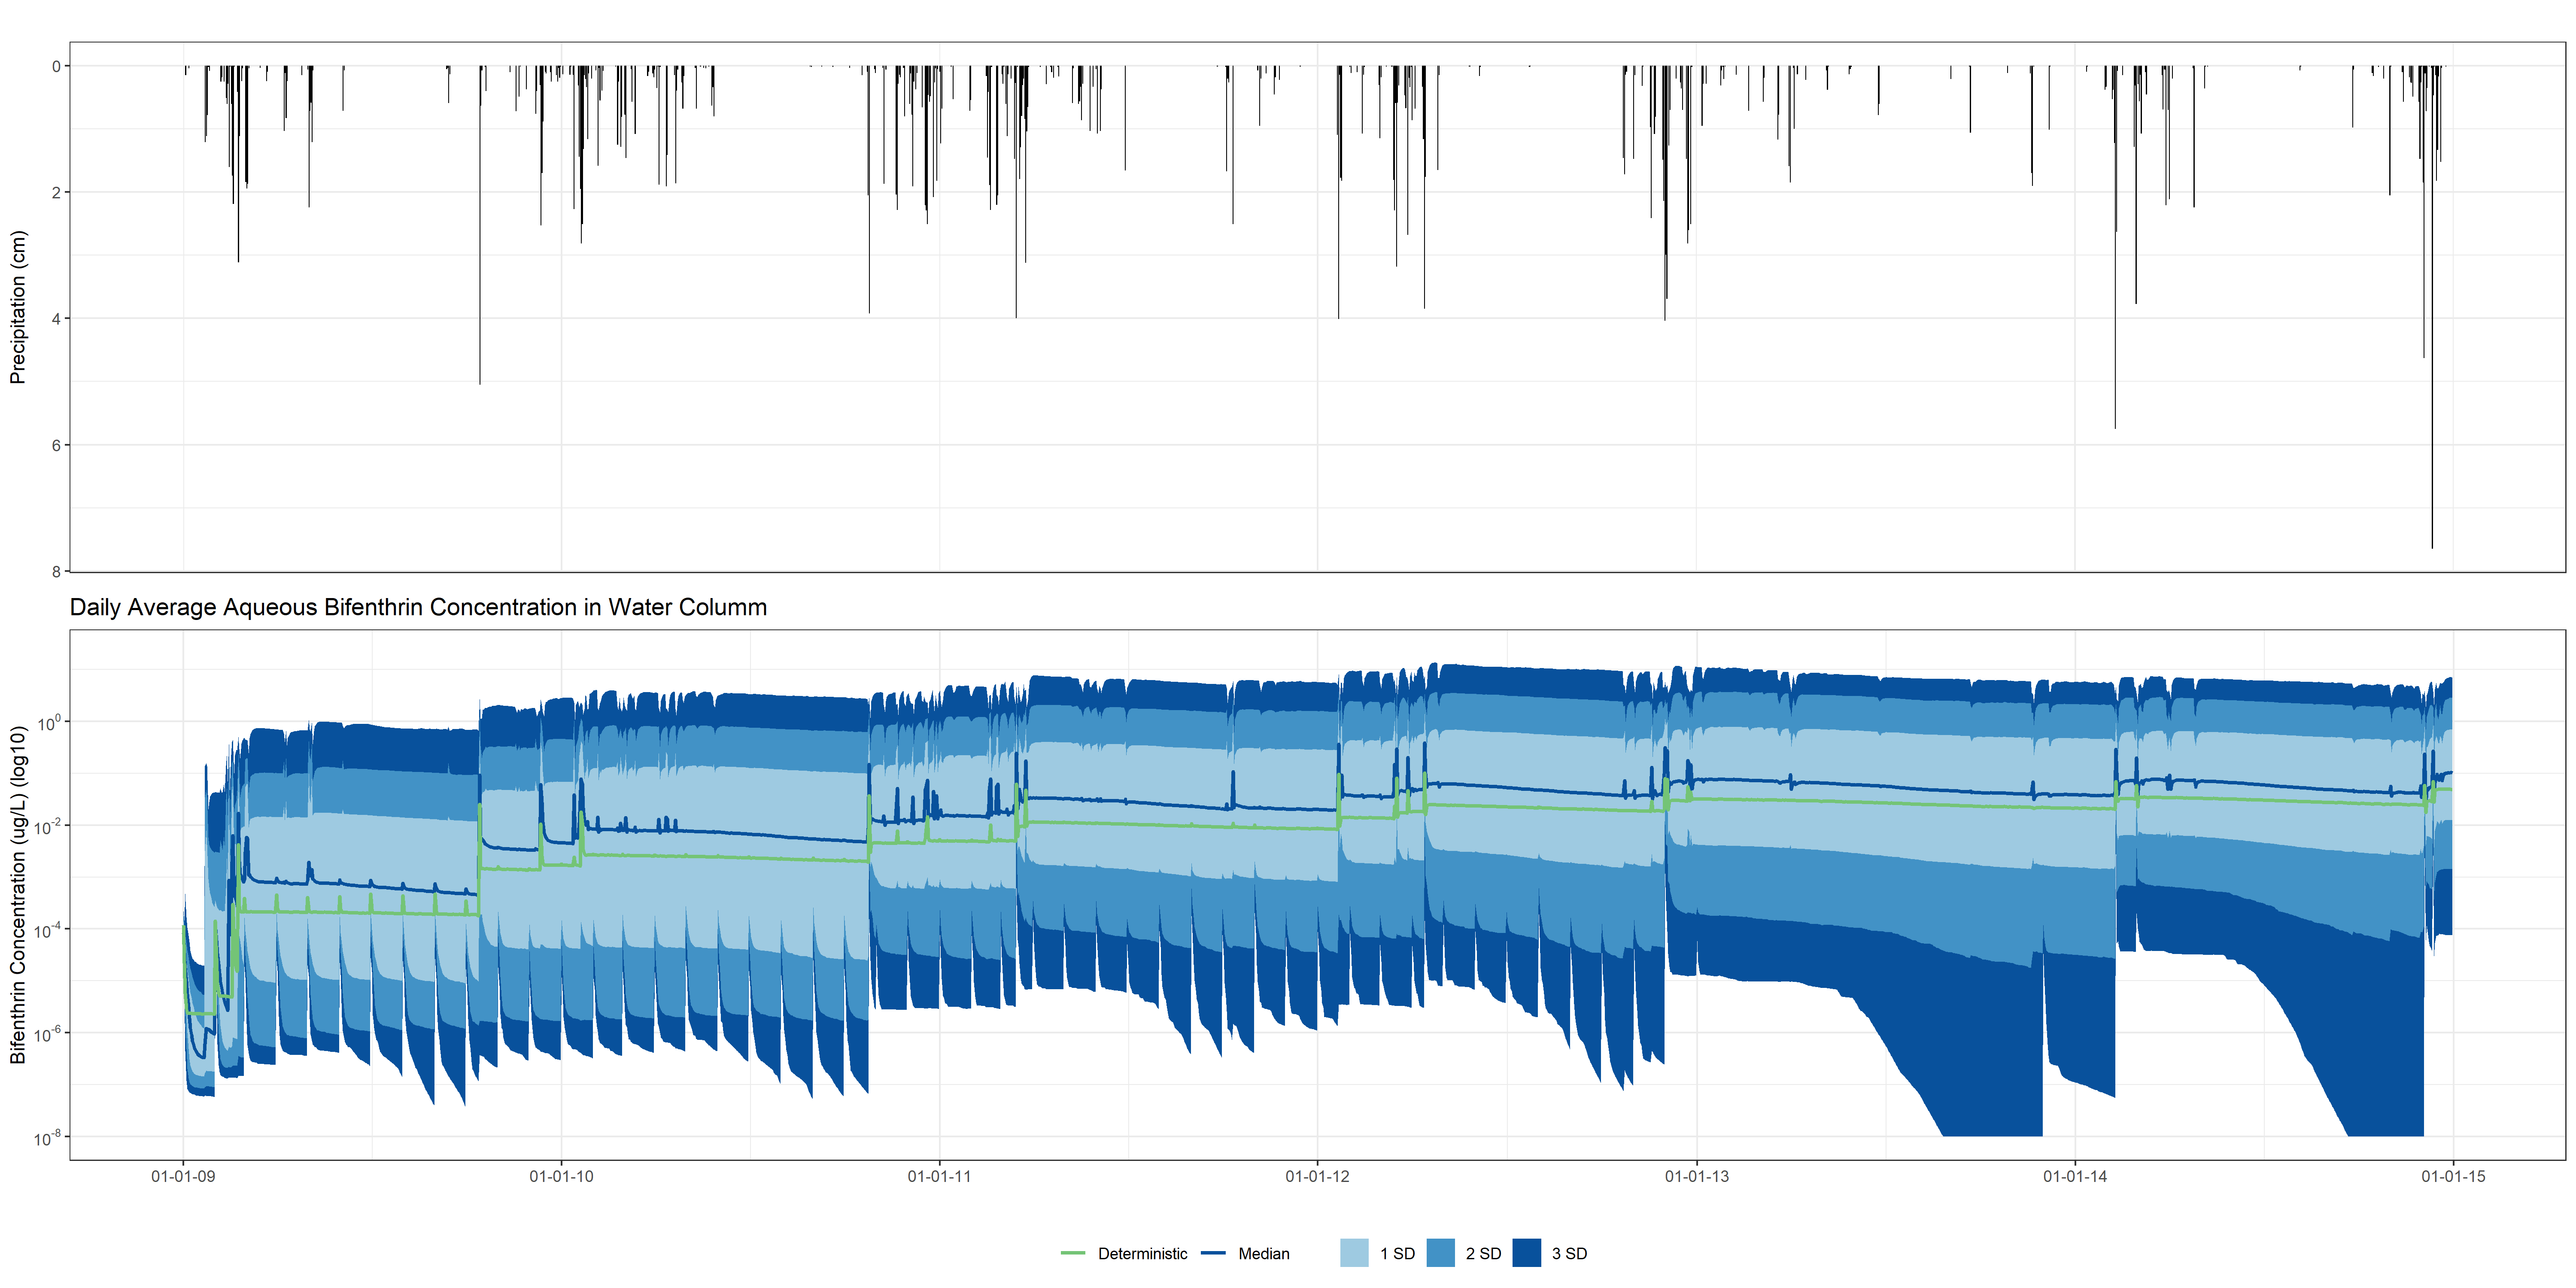 0
2
4
6
8
Precipitation (cm)
Daily Average Aqueous Bifenthrin Concentration in Water Columm
10^0
10^-2
10^-4
10^-6
10^-8
Bifenthrin Concentration (ug/L) (log10)
01-01-09 01-01-10 01-01-11 01-01-12 01-01-13 01-01-14 01-01-15
Deterministic Median 1 SD 2 SD 3 SD